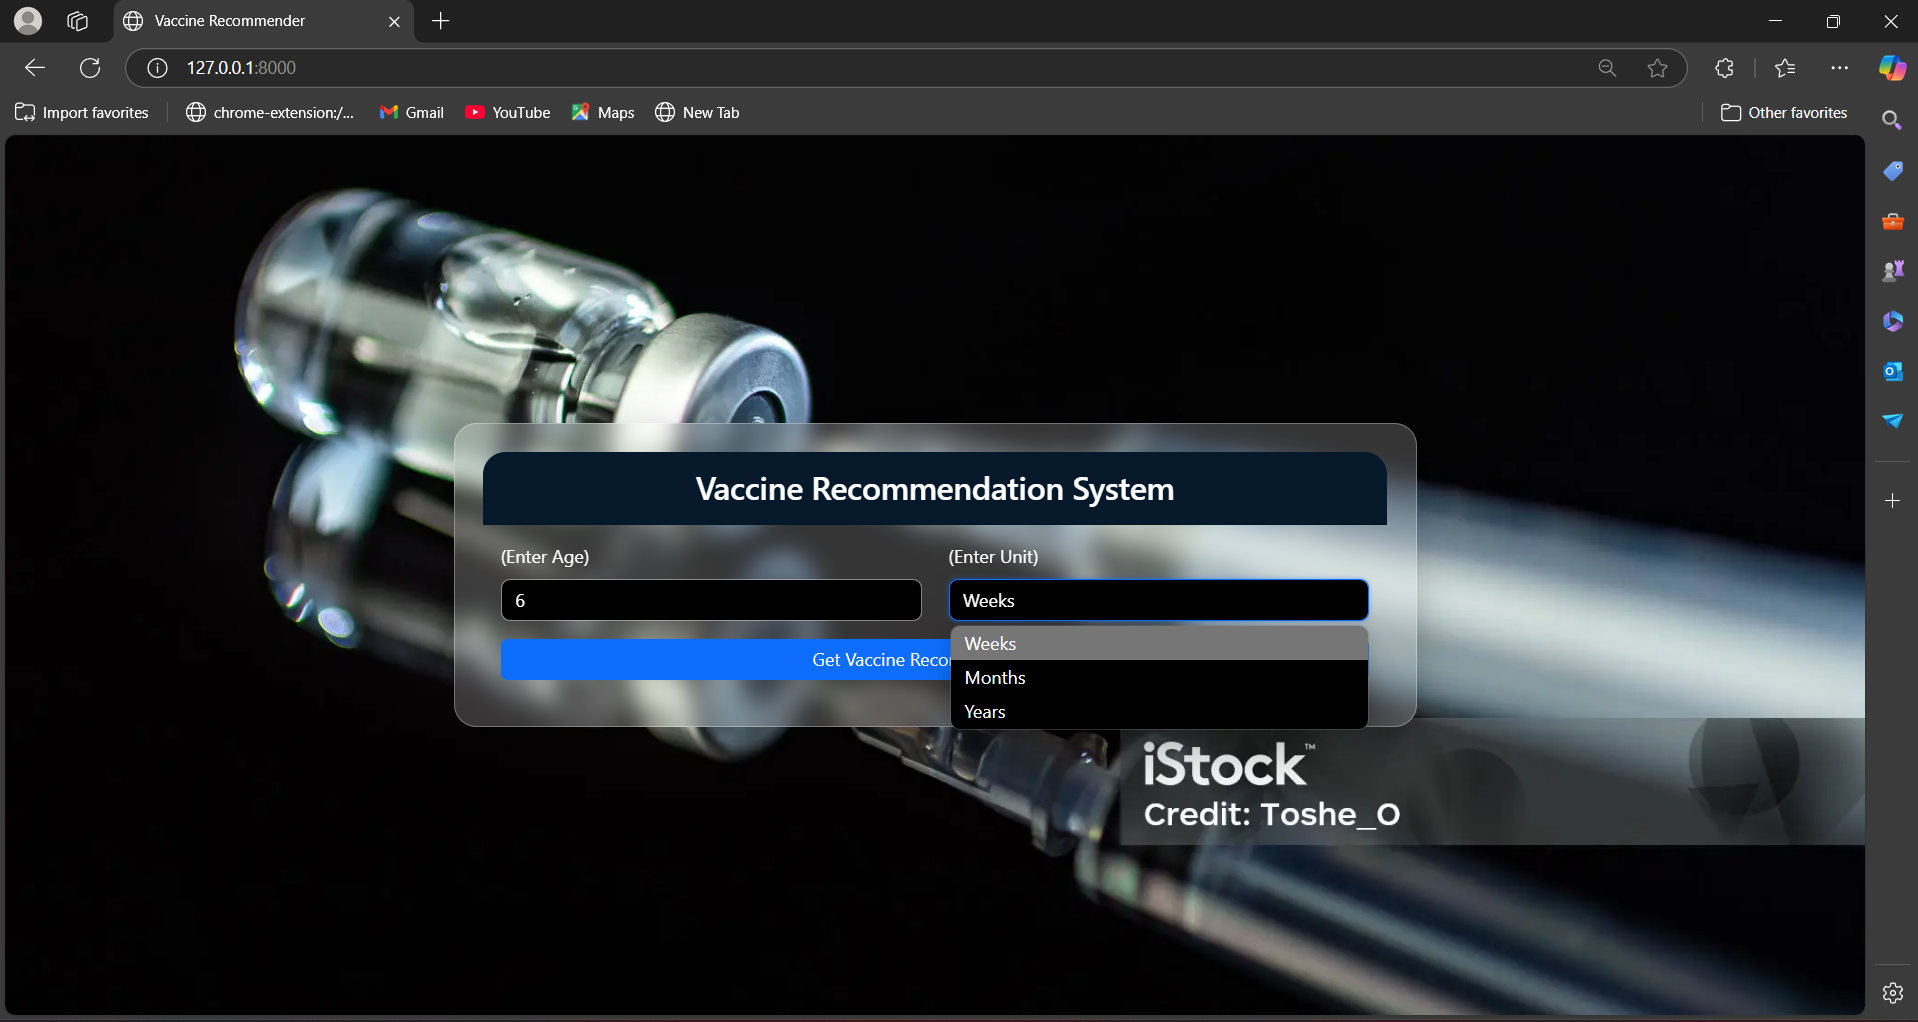 Vaccine Recommender
127.0.0.1:8000
Import favorites
chrome-extension:/...
Gmail
YouTube
Maps
New Tab
Other favorites
Vaccine Recommendation System
(Enter Age)
(Enter Unit)
6
Weeks
Get Vaccine Reco
Weeks
Months
Years
iStock™
Credit: Toshe_O